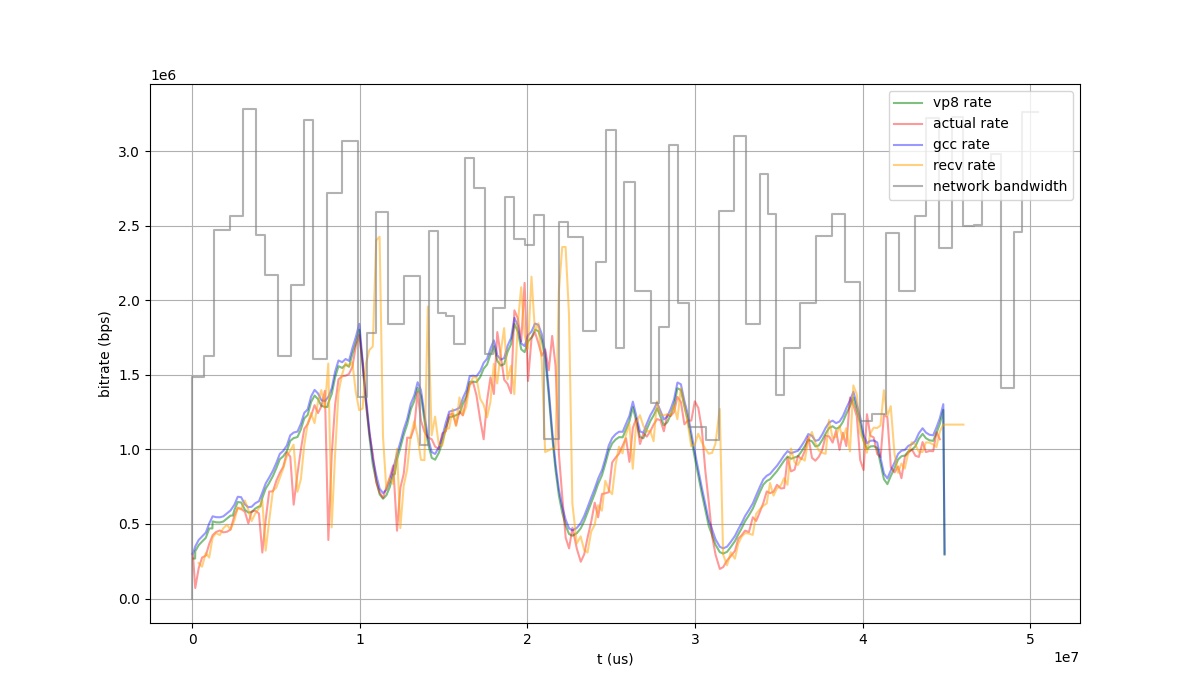 1e6
vp8 rate
actual rate
gcc rate
recv rate
network bandwidth
3.0
2.5
2.0
1.5
1.0
0.5
0.0
bitrate (bps)
0 1 2 3 4 5
1e7
t (us)